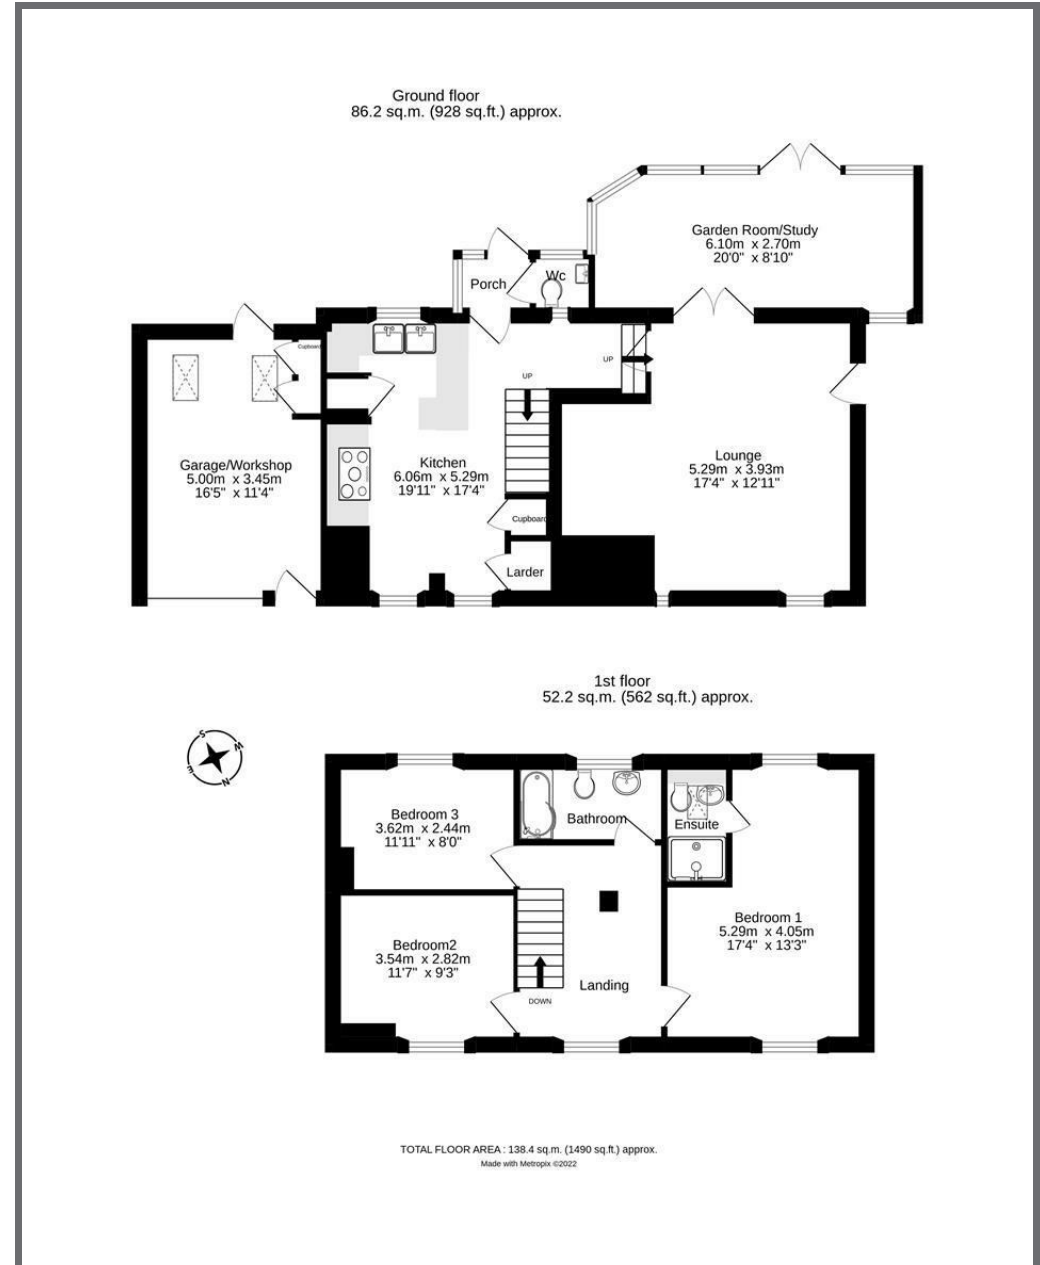 Ground floor
86.2 sq.m. (928 sq.ft.) approx.
Garden Room/Study
6.10m x 2.70m
20'0" x 8'10"
Porch
Wc
Cupboard
UP
UP
Garage/Workshop
5.00m x 3.45m
16'5" x 11'4"
Kitchen
6.06m x 5.29m
19'11" x 17'4"
Lounge
5.29m x 3.93m
17'4" x 12'11"
Cupboard
Larder
1st floor
52.2 sq.m. (562 sq.ft.) approx.
S
W
E
N
Bedroom 3
3.62m x 2.44m
11'11" x 8'0"
Bathroom
Ensuite
Bedroom 1
5.29m x 4.05m
17'4" x 13'3"
Bedroom2
3.54m x 2.82m
11'7" x 9'3"
Landing
DOWN
TOTAL FLOOR AREA : 138.4 sq.m. (1490 sq.ft.) approx.
Made with Metropix ©2022